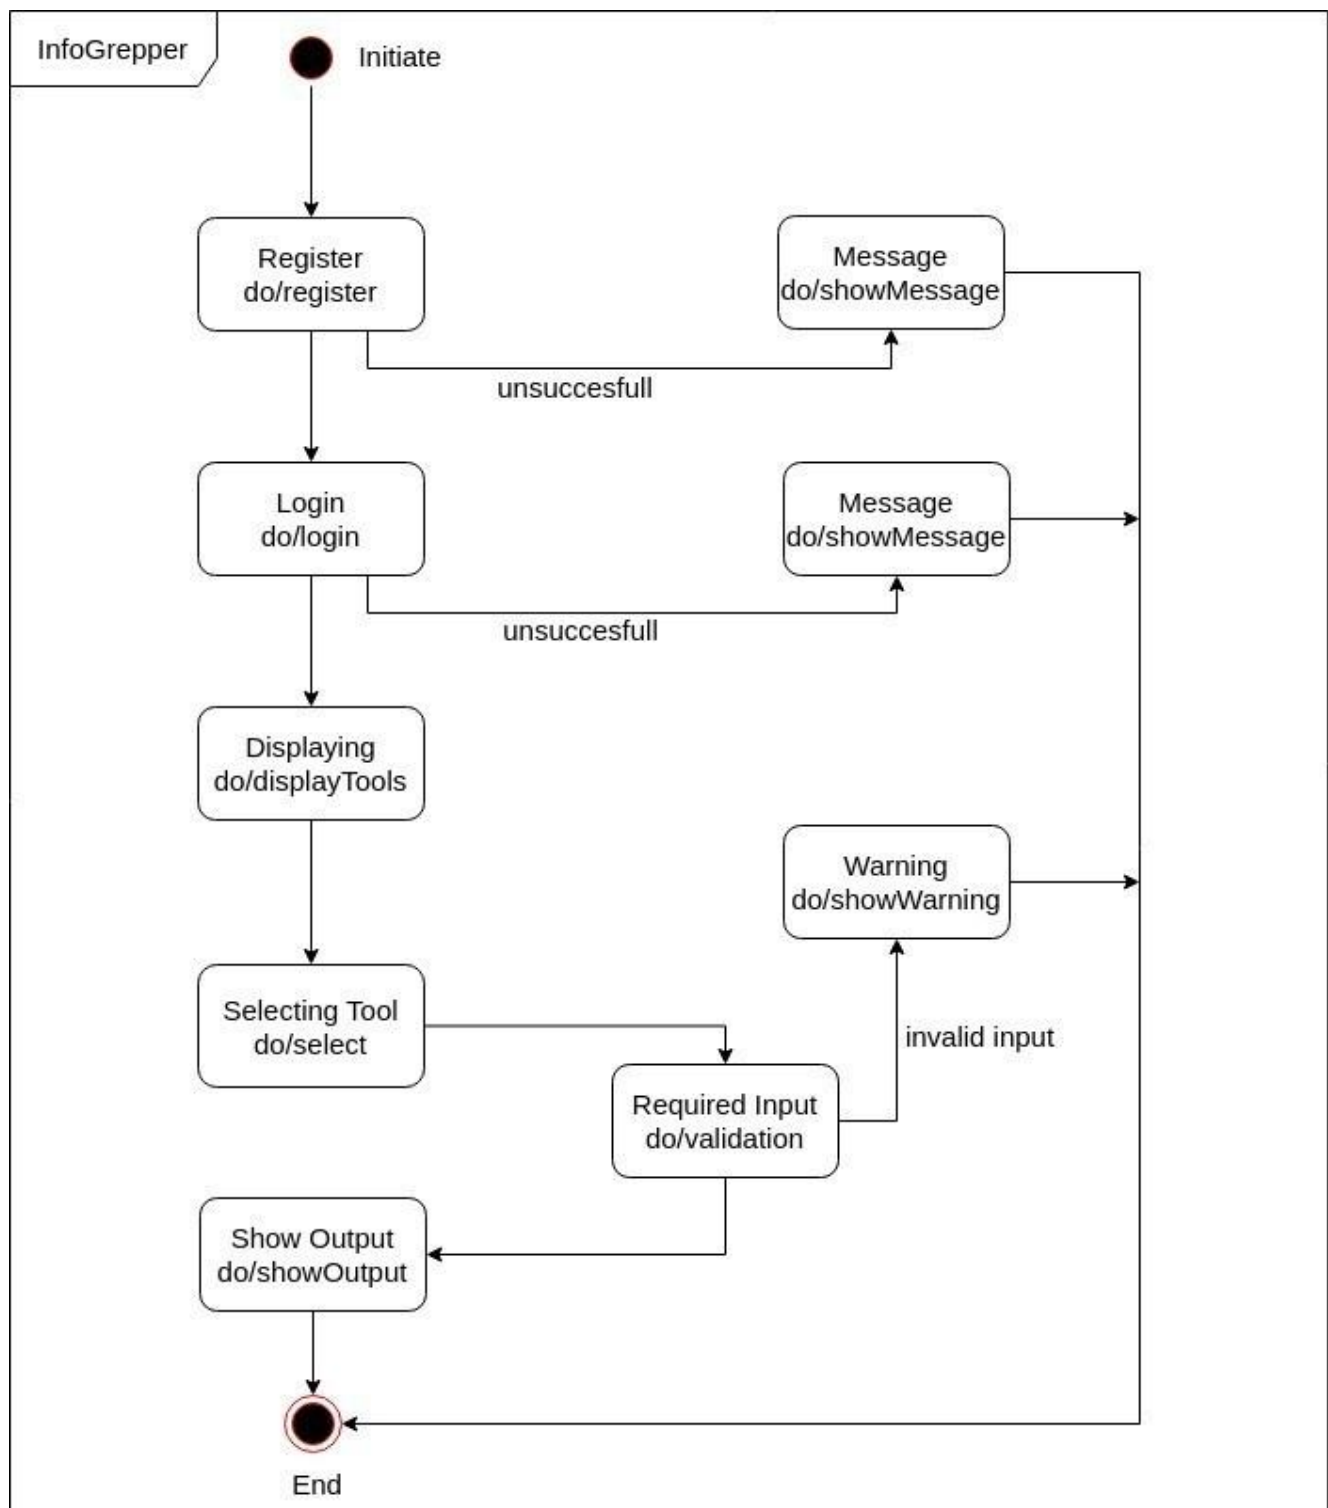 InfoGrepper
Initiate
Register
do/register
Message
do/showMessage
unsuccesfull
Login
do/login
Message
do/showMessage
unsuccesfull
Displaying
do/displayTools
Warning
do/showWarning
Selecting Tool
do/select
invalid input
Required Input
do/validation
Show Output
do/showOutput
End